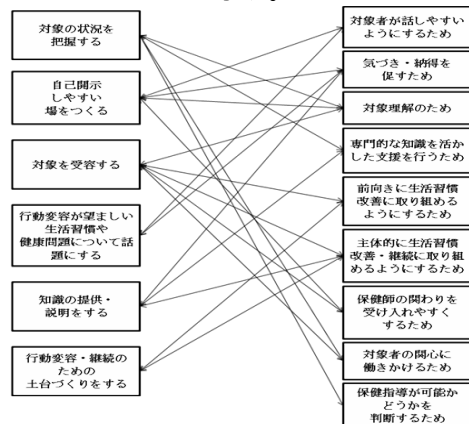 対象の状況を
把握する
自己開示
しやすい
場をつくる
対象を受容する
行動変容が望ましい
生活習慣や
健康問題について話
題にする
知識の提供・
説明をする
行動変容・継続の
ための
土台づくりをする
対象者が話しやすい
ようにするため
気づき・納得を
促すため
対象理解のため
専門的な知識を活か
した支援を行うため
前向きに生活習慣
改善に取り組める
ようにするため
主体的に生活習慣
改善・継続に取り組
めるようにするため
保健師の関わりを
受け入れやすく
するため
対象者の関心に
働きかけるため
保健指導が可能か
どうかを
判断するため